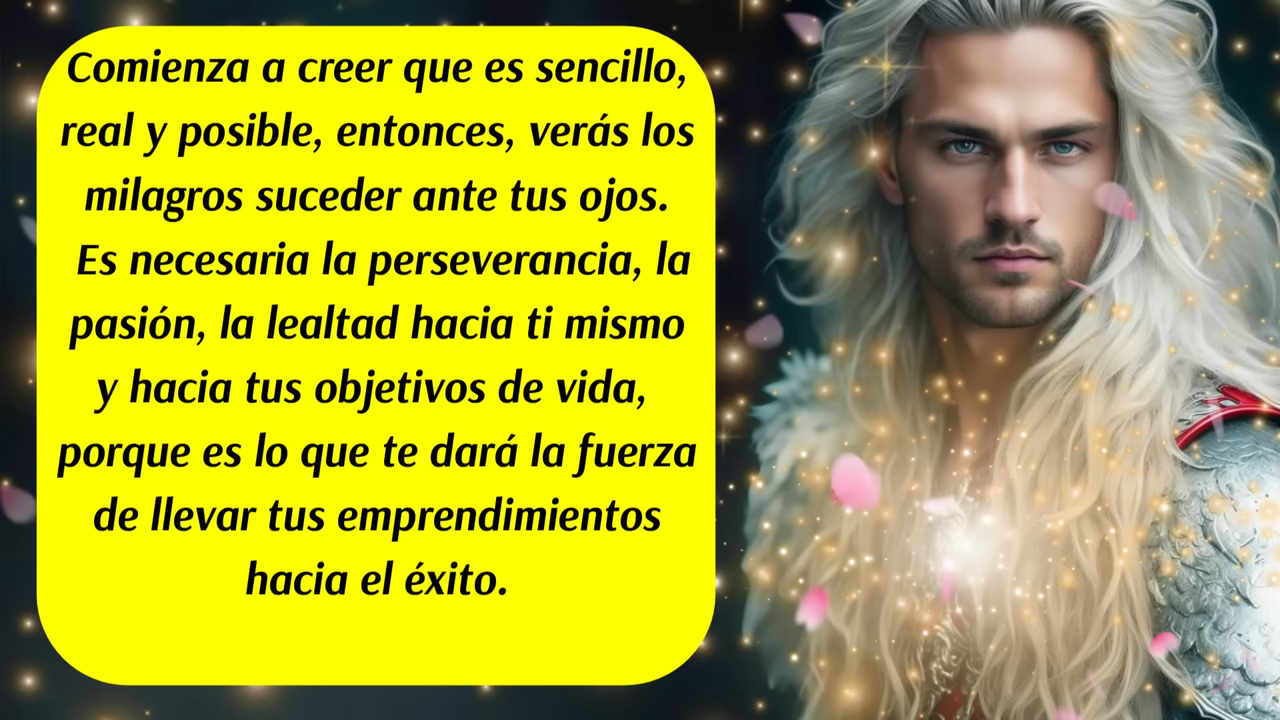 Comienza a creer que es sencillo,
real y posible, entonces, verás los
milagros suceder ante tus ojos.
Es necesaria la perseverancia, la
pasión, la lealtad hacia ti mismo
y hacia tus objetivos de vida,
porque es lo que te dará la fuerza
de llevar tus emprendimientos
hacia el éxito.